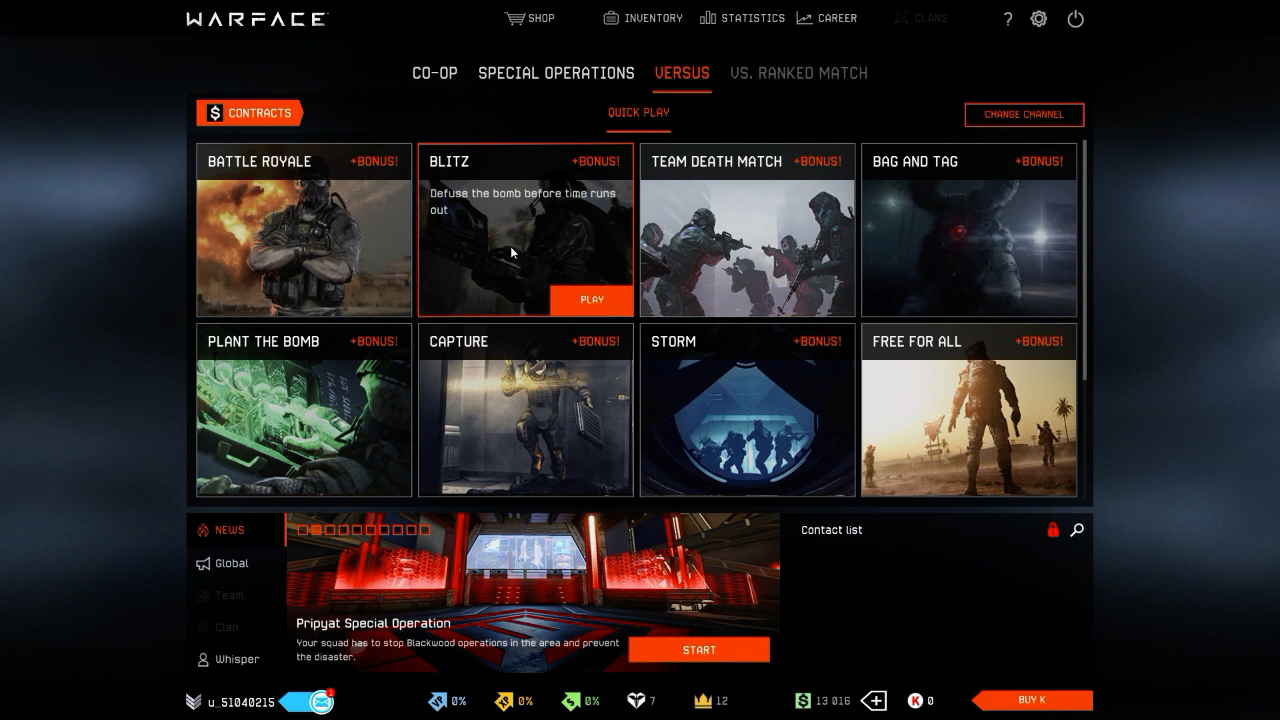 WARFACE
SHOP
INVENTORY
STATISTICS
CAREER
CLANS
?
CO-OP
SPECIAL OPERATIONS
VERSUS
VS. RANKED MATCH
$ CONTRACTS
QUICK PLAY
CHANGE CHANNEL
BATTLE ROYALE +BONUS!
BLITZ +BONUS!
Defuse the bomb before time runs
out
PLAY
TEAM DEATH MATCH +BONUS!
BAG AND TAG +BONUS!
PLANT THE BOMB +BONUS!
CAPTURE +BONUS!
STORM +BONUS!
FREE FOR ALL +BONUS!
NEWS
Global
Team
Clan
Whisper
Pripyat Special Operation
Your squad has to stop Blackwood operations in the area and prevent
the disaster.
START
Contact list
u_51040215
1
0%
0%
0%
7
12
$ 13 016
K 0
BUY K